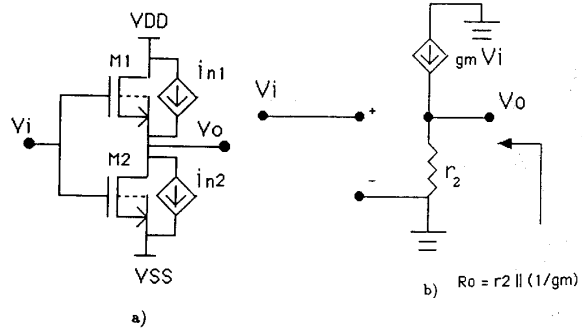 VDD
M1
in1
Vi
Vo
M2
in2
VSS
a)
gm Vi
Vi
+
Vo
r2
-
b)
Ro = r2 || (1/gm)